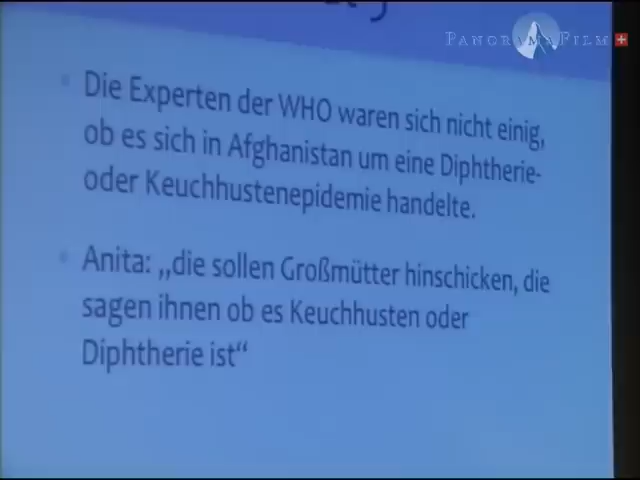 PANORAMAFILM
Die Experten der WHO waren sich nicht einig,
ob es sich in Afghanistan um eine Diphtherie-
oder Keuchhustenepidemie handelte.
Anita: „die sollen Großmütter hinschicken, die
sagen ihnen ob es Keuchhusten oder
Diphtherie ist“